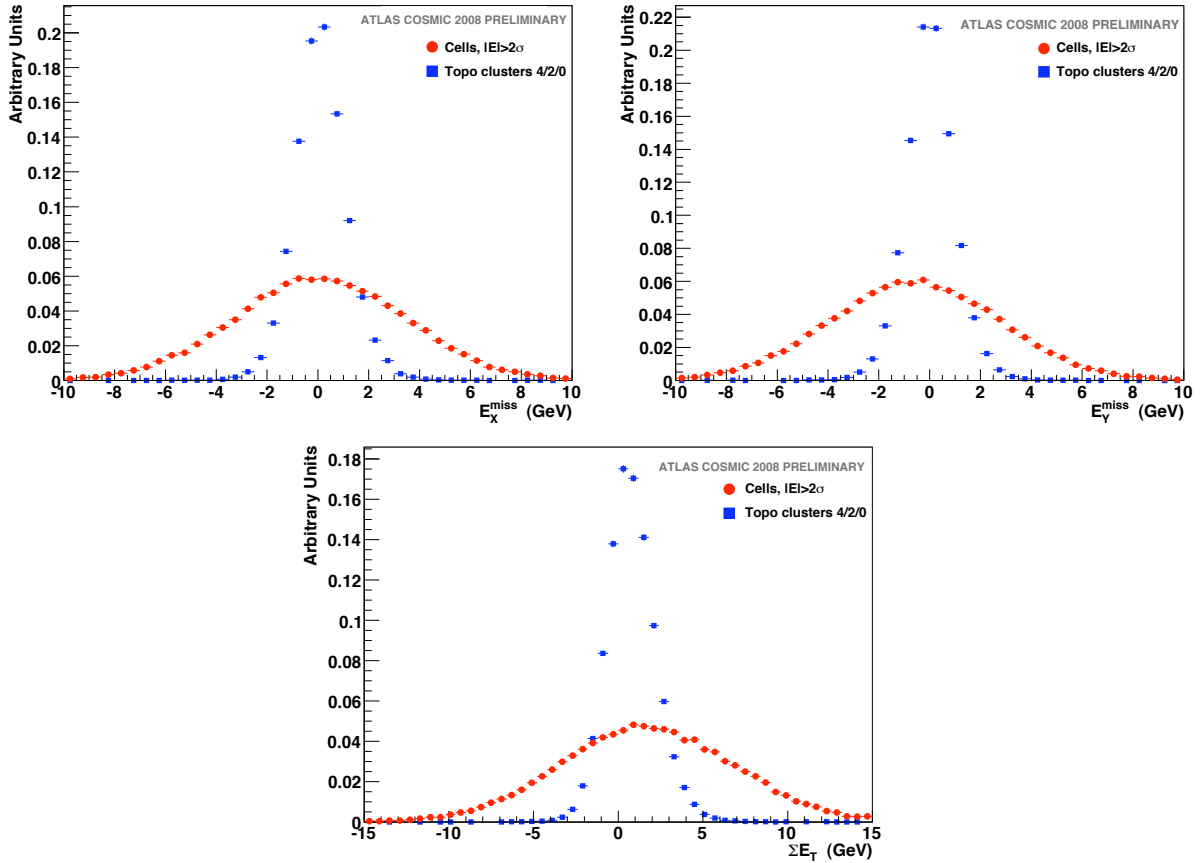 ATLAS COSMIC 2008 PRELIMINARY
Cells, |E|>2σ
Topo clusters 4/2/0
Arbitrary Units
0.2
0.18
0.16
0.14
0.12
0.1
0.08
0.06
0.04
0.02
0
-10 -8 -6 -4 -2 0 2 4 6 8 10
E_X^miss (GeV)
ATLAS COSMIC 2008 PRELIMINARY
Cells, |E|>2σ
Topo clusters 4/2/0
Arbitrary Units
0.22
0.2
0.18
0.16
0.14
0.12
0.1
0.08
0.06
0.04
0.02
0
-10 -8 -6 -4 -2 0 2 4 6 8 10
E_Y^miss (GeV)
ATLAS COSMIC 2008 PRELIMINARY
Cells, |E|>2σ
Topo clusters 4/2/0
Arbitrary Units
0.18
0.16
0.14
0.12
0.1
0.08
0.06
0.04
0.02
0
-15 -10 -5 0 5 10 15
ΣE_T (GeV)